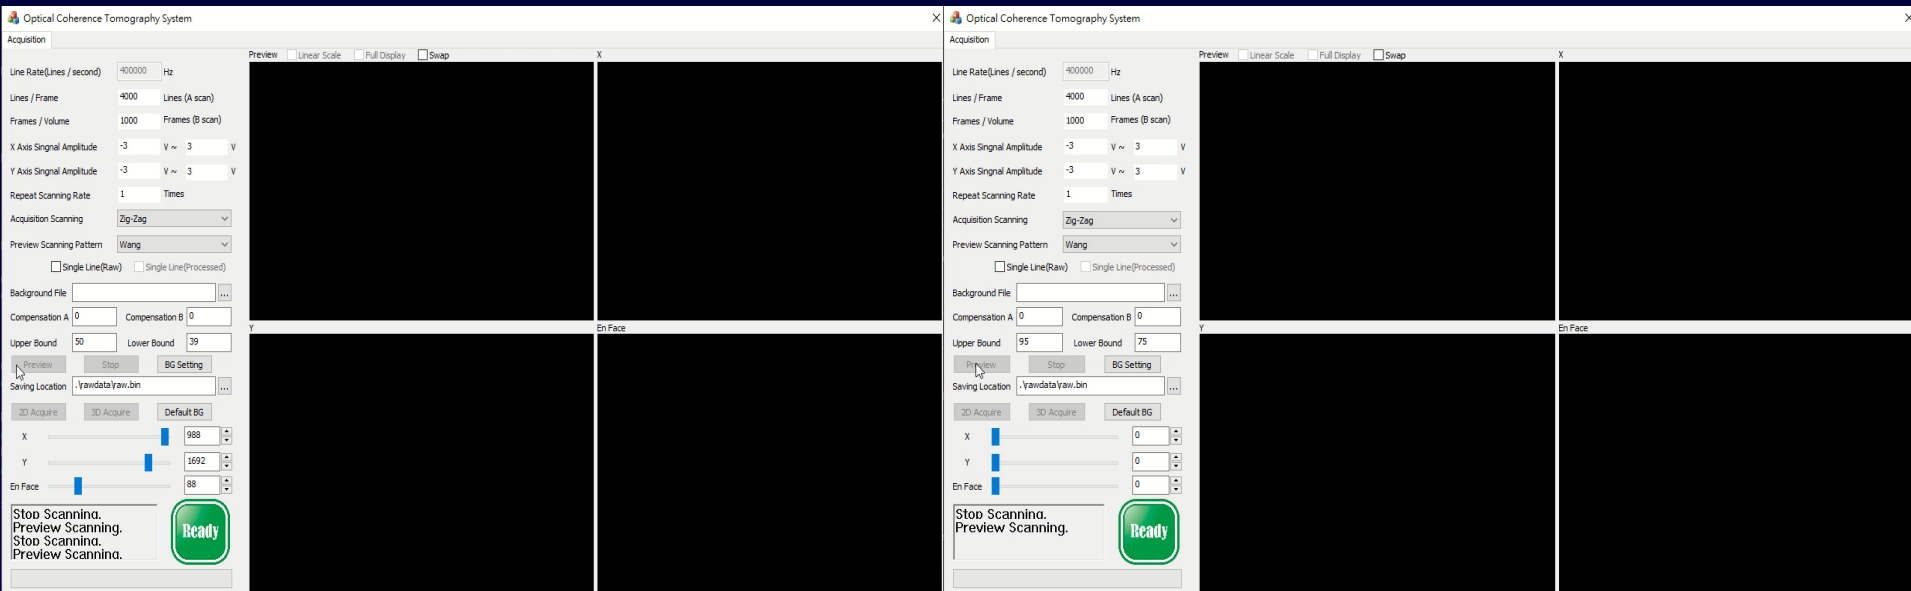 Optical Coherence Tomography System
Acquisition
Preview Linear Scale Full Display Swap X
Line Rate(Lines / second) 400000 Hz
Lines / Frame 4000 Lines (A scan)
Frames / Volume 1000 Frames (B scan)
X Axis Singnal Amplitude -3 V ~ 3 V
Y Axis Singnal Amplitude -3 V ~ 3 V
Repeat Scanning Rate 1 Times
Acquisition Scanning Zig-Zag
Preview Scanning Pattern Wang
Single Line(Raw) Single Line(Processed)
Background File ...
Compensation A 0 Compensation B 0
Y En Face
Upper Bound 50 Lower Bound 39
Preview Stop BG Setting
Saving Location .\rawdata\raw.bin ...
2D Acquire 3D Acquire Default BG
X 988
Y 1692
En Face 88
Stop Scanning.
Preview Scanning.
Stop Scanning.
Preview Scanning.
Ready
Optical Coherence Tomography System
Acquisition
Preview Linear Scale Full Display Swap X
Line Rate(Lines / second) 400000 Hz
Lines / Frame 4000 Lines (A scan)
Frames / Volume 1000 Frames (B scan)
X Axis Singnal Amplitude -3 V ~ 3 V
Y Axis Singnal Amplitude -3 V ~ 3 V
Repeat Scanning Rate 1 Times
Acquisition Scanning Zig-Zag
Preview Scanning Pattern Wang
Single Line(Raw) Single Line(Processed)
Background File ...
Compensation A 0 Compensation B 0
Y En Face
Upper Bound 95 Lower Bound 75
Preview Stop BG Setting
Saving Location .\rawdata\raw.bin ...
2D Acquire 3D Acquire Default BG
X 0
Y 0
En Face 0
Stop Scanning.
Preview Scanning.
Ready